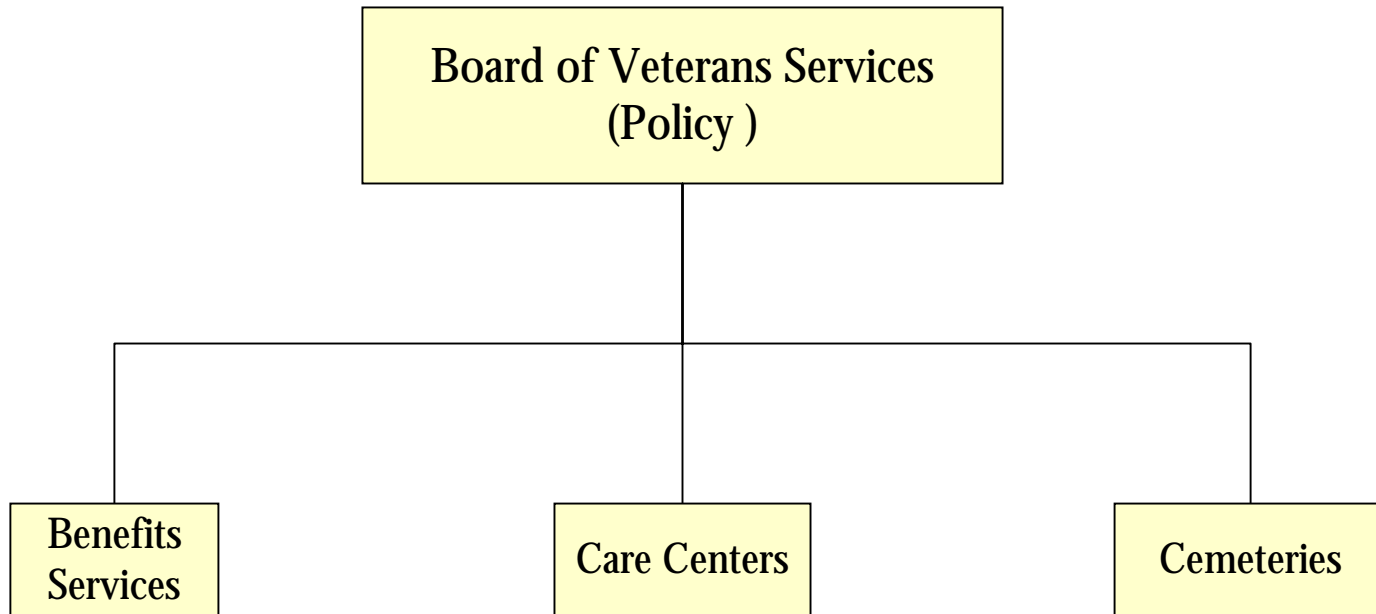 Board of Veterans Services
(Policy )
Benefits
Services
Care Centers
Cemeteries